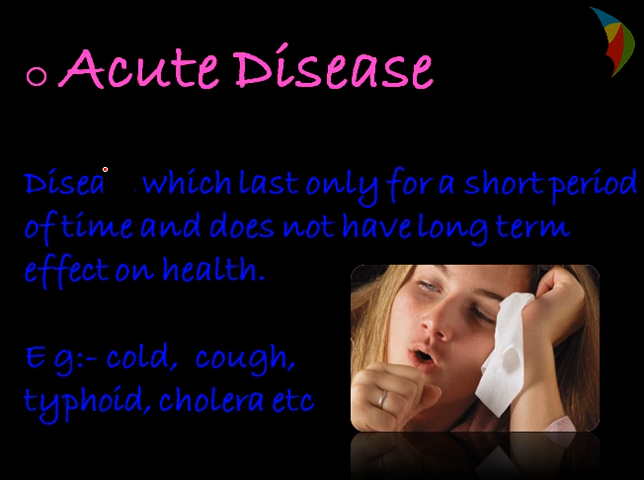 Acute Disease
Disea which last only for a short period
of time and does not have long term
effect on health.
E g:- cold, cough,
typhoid, cholera etc